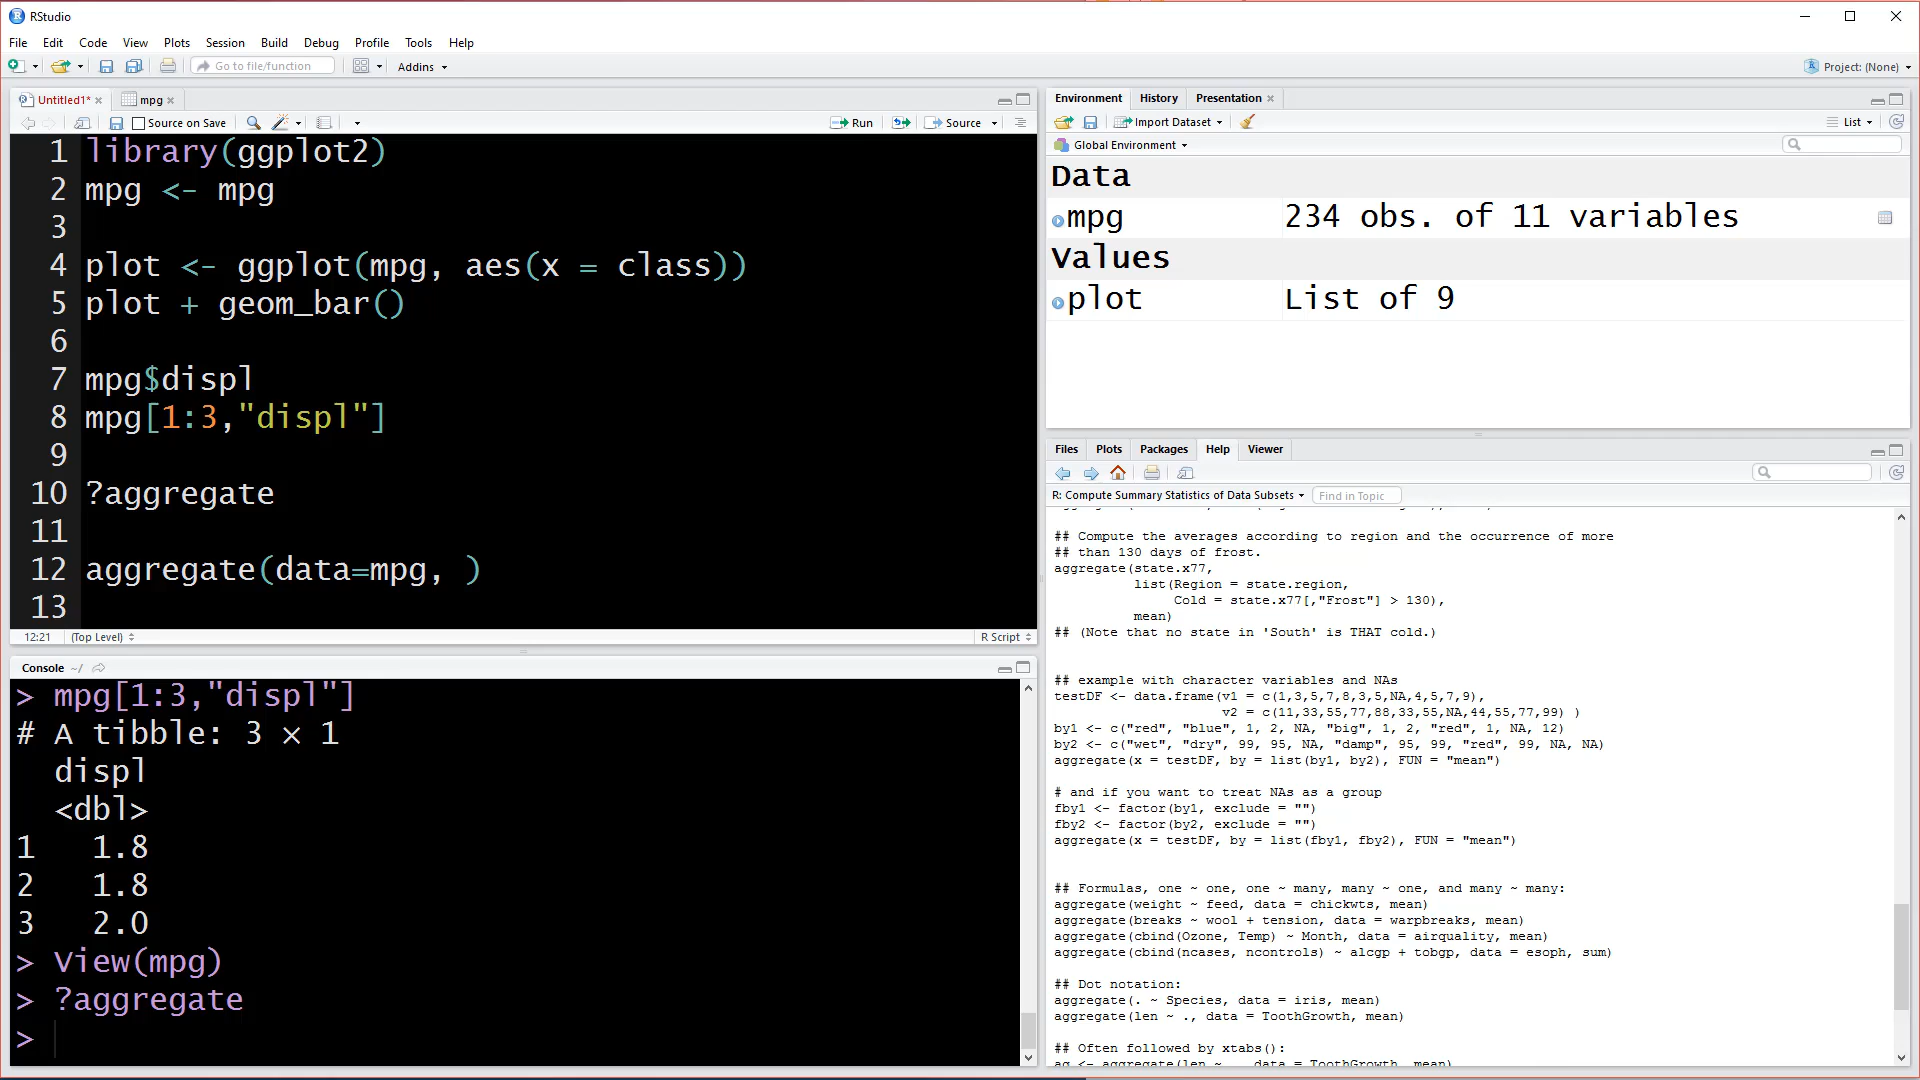 RStudio
File Edit Code View Plots Session Build Debug Profile Tools Help
Go to file/function Addins Project: (None)
Untitled1* mpg
Source on Save Run Source
1 library(ggplot2)
2 mpg <- mpg
3
4 plot <- ggplot(mpg, aes(x = class))
5 plot + geom_bar()
6
7 mpg$displ
8 mpg[1:3,"displ"]
9
10 ?aggregate
11
12 aggregate(data=mpg, )
13
12:21 (Top Level) R Script
Console ~/
> mpg[1:3,"displ"]
# A tibble: 3 × 1
displ
<dbl>
1 1.8
2 1.8
3 2.0
> View(mpg)
> ?aggregate
>
Environment History Presentation
Import Dataset List
Global Environment
Data
mpg 234 obs. of 11 variables
Values
plot List of 9
Files Plots Packages Help Viewer
R: Compute Summary Statistics of Data Subsets Find in Topic
## Compute the averages according to region and the occurrence of more
## than 130 days of frost.
aggregate(state.x77,
list(Region = state.region,
Cold = state.x77[,"Frost"] > 130),
mean)
## (Note that no state in 'South' is THAT cold.)
## example with character variables and NAs
testDF <- data.frame(v1 = c(1,3,5,7,8,3,5,NA,4,5,7,9),
v2 = c(11,33,55,77,88,33,55,NA,44,55,77,99) )
by1 <- c("red", "blue", 1, 2, NA, "big", 1, 2, "red", 1, NA, 12)
by2 <- c("wet", "dry", 99, 95, NA, "damp", 95, 99, "red", 99, NA, NA)
aggregate(x = testDF, by = list(by1, by2), FUN = "mean")
# and if you want to treat NAs as a group
fby1 <- factor(by1, exclude = "")
fby2 <- factor(by2, exclude = "")
aggregate(x = testDF, by = list(fby1, fby2), FUN = "mean")
## Formulas, one ~ one, one ~ many, many ~ one, and many ~ many:
aggregate(weight ~ feed, data = chickwts, mean)
aggregate(breaks ~ wool + tension, data = warpbreaks, mean)
aggregate(cbind(Ozone, Temp) ~ Month, data = airquality, mean)
aggregate(cbind(ncases, ncontrols) ~ alcgp + tobgp, data = esoph, sum)
## Dot notation:
aggregate(. ~ Species, data = iris, mean)
aggregate(len ~ ., data = ToothGrowth, mean)
## Often followed by xtabs():
ag <- aggregate(len ~ ., data = ToothGrowth, mean)